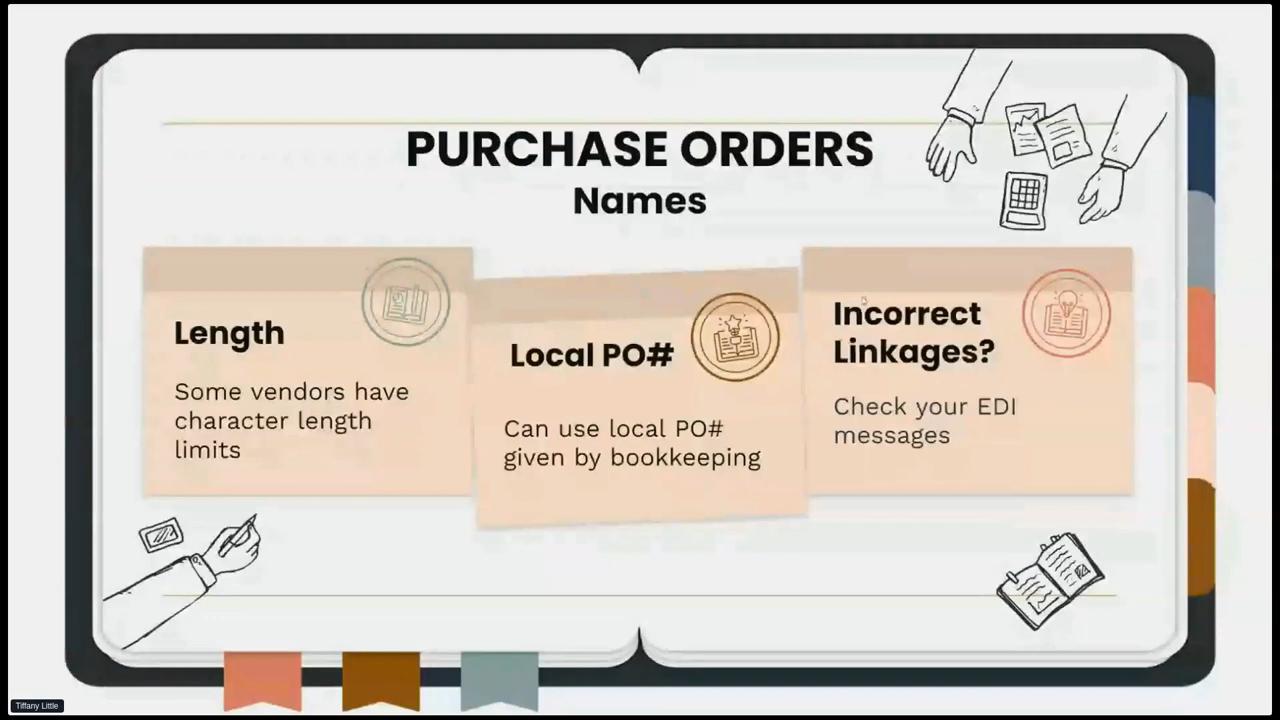 PURCHASE ORDERS
Names
Length
Some vendors have
character length
limits
Local PO#
Can use local PO#
given by bookkeeping
Incorrect
Linkages?
Check your EDI
messages
Tiffany Little